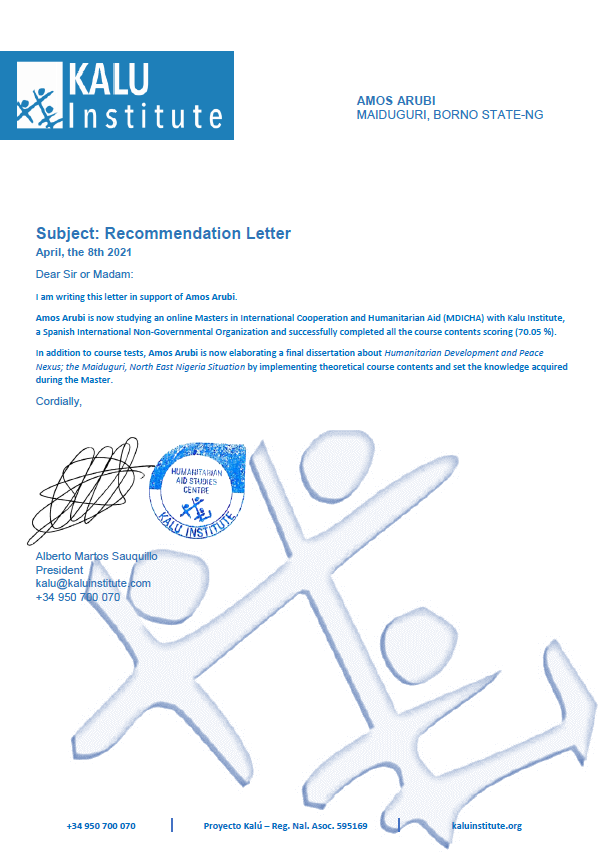 KALU
Institute
AMOS ARUBI
MAIDUGURI, BORNO STATE-NG
Subject: Recommendation Letter
April, the 8th 2021
Dear Sir or Madam:
I am writing this letter in support of Amos Arubi.
Amos Arubi is now studying an online Masters in International Cooperation and Humanitarian Aid (MDICHA) with Kalu Institute,
a Spanish International Non-Governmental Organization and successfully completed all the course contents scoring (70.05 %).
In addition to course tests, Amos Arubi is now elaborating a final dissertation about Humanitarian Development and Peace
Nexus; the Maiduguri, North East Nigeria Situation by implementing theoretical course contents and set the knowledge acquired
during the Master.
Cordially,
HUMANITARIAN
AID STUDIES
CENTRE
KALU INSTITUTE
Alberto Martos Sauquillo
President
kalu@kaluinstitute.com
+34 950 700 070
+34 950 700 070 | Proyecto Kalú – Reg. Nal. Asoc. 595169 | kaluinstitute.org